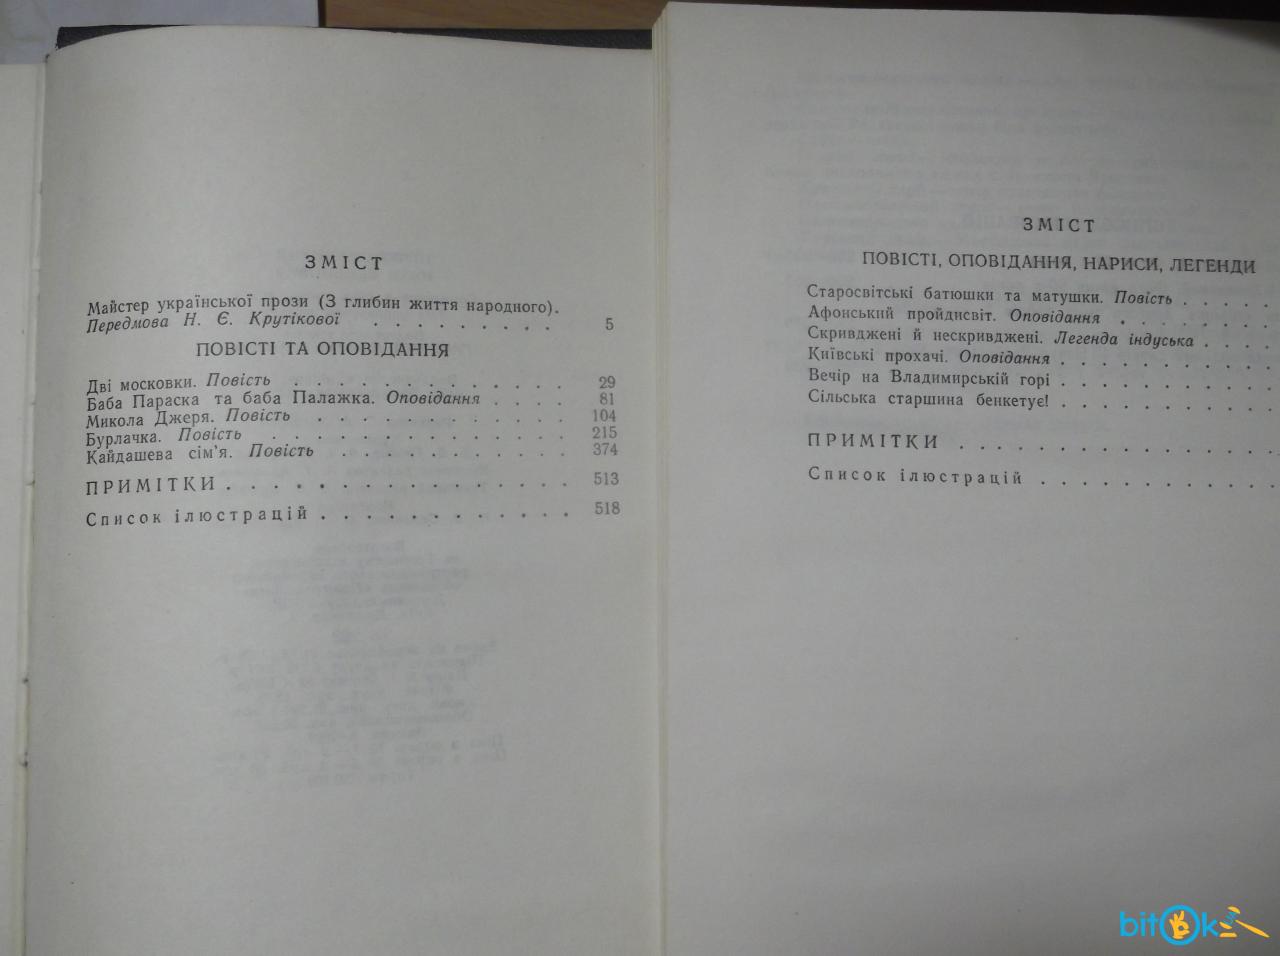 ЗМІСТ
Майстер української прози (З глибин життя народного).
Передмова Н. Є. Крутікової . . . . . . . . . 5
ПОВІСТІ ТА ОПОВІДАННЯ
Дві московки. Повість . . . . . . . . . . . . . 29
Баба Параска та баба Палажка. Оповідання . . . . 81
Микола Джеря. Повість . . . . . . . . . . . . 104
Бурлачка. Повість . . . . . . . . . . . . . 215
Кайдашева сім'я. Повість . . . . . . . . . . 374
ПРИМІТКИ . . . . . . . . . . . . . . . 513
Список ілюстрацій . . . . . . . . . . . . 518
ЗМІСТ
ПОВІСТІ, ОПОВІДАННЯ, НАРИСИ, ЛЕГЕНДИ
Старосвітські батюшки та матушки. Повість . . . . .
Афонський пройдисвіт. Оповідання . . . . . . . .
Скривджені й нескривджені. Легенда індуська . . . .
Київські прохачі. Оповідання . . . . . . . . . . .
Вечір на Владимирській горі . . . . . . . . . . .
Сільська старшина бенкетує! . . . . . . . . . . .
ПРИМІТКИ . . . . . . . . . . . . . . . .
Список ілюстрацій . . . . . . . . . . . . .
bitok